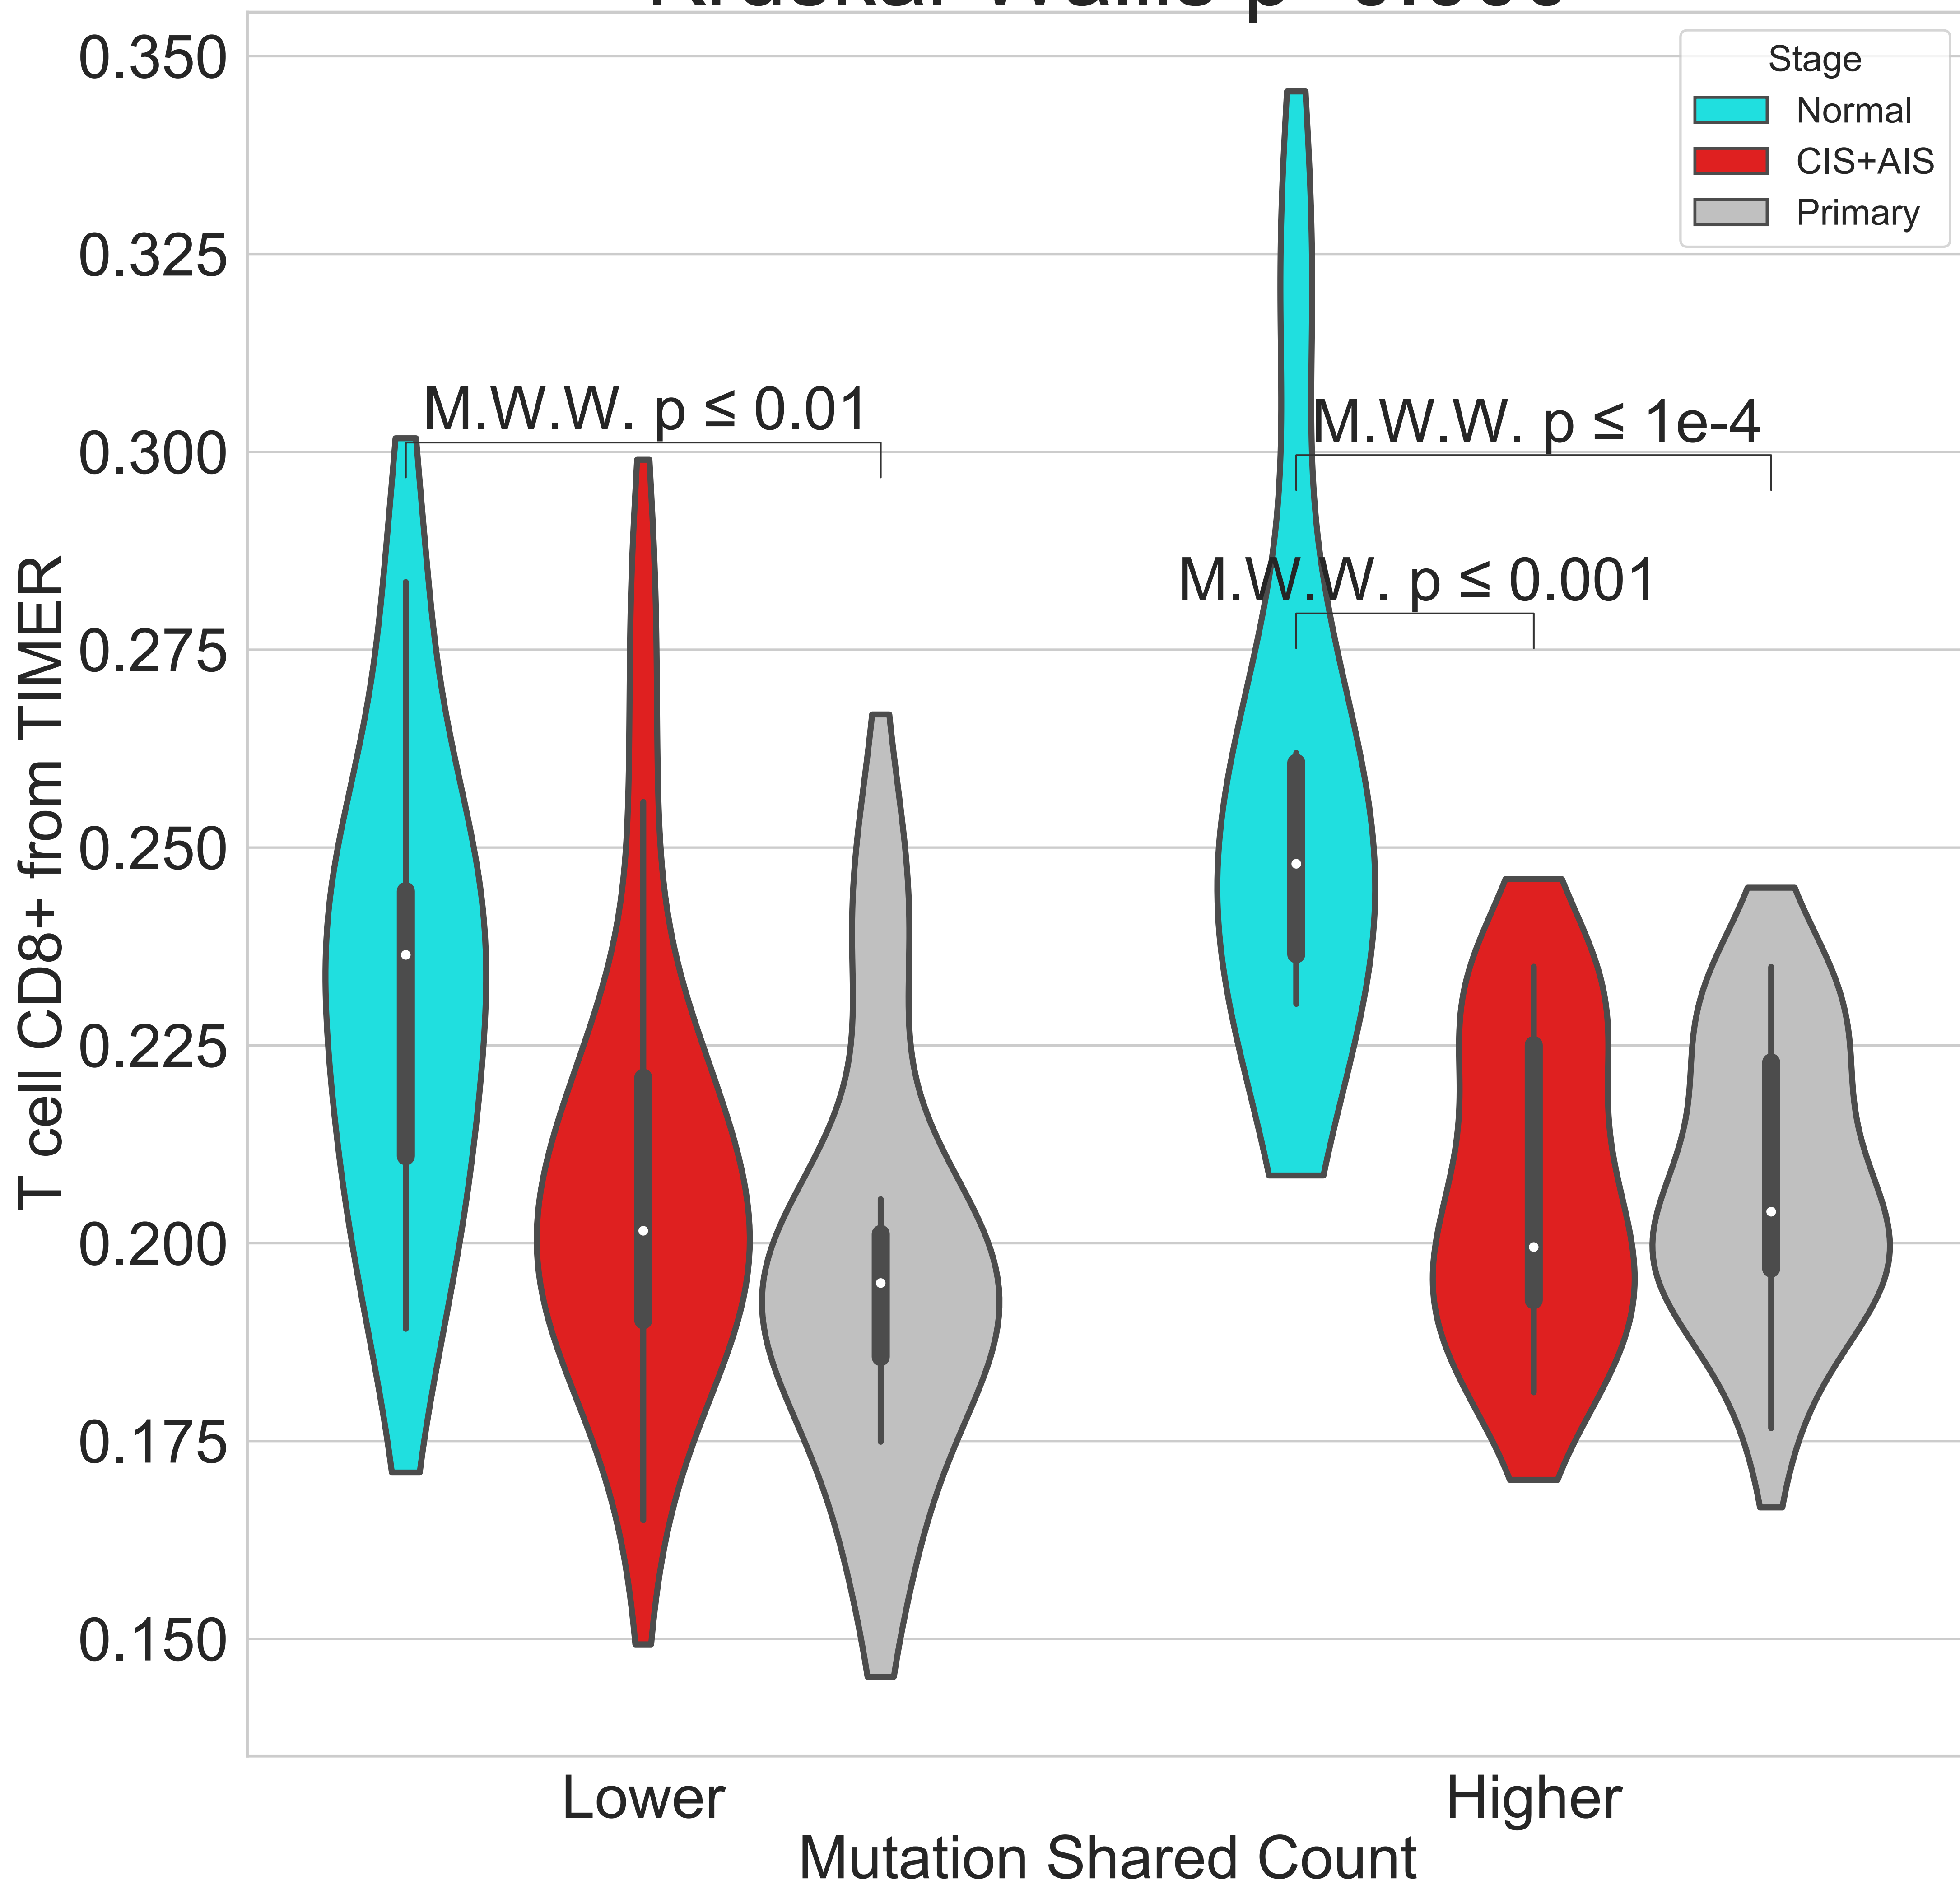 0.350
0.325
0.300
0.275
0.250
0.225
0.200
0.175
0.150
T cell CD8+ from TIMER
Stage
Normal
CIS+AIS
Primary
M.W.W. p ≤ 0.01
M.W.W. p ≤ 1e-4
M.W.W. p ≤ 0.001
Lower
Higher
Mutation Shared Count